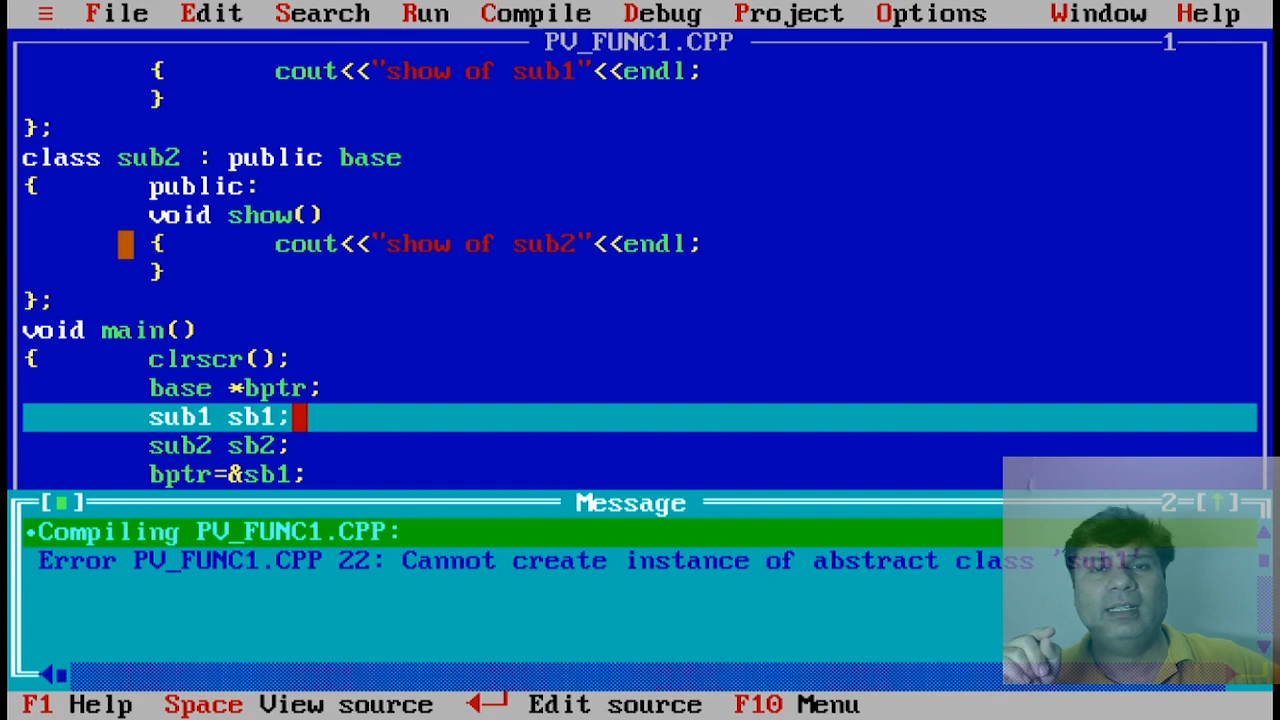 ≡ File Edit Search Run Compile Debug Project Options Window Help
PV_FUNC1.CPP 1
{ cout<<"show of sub1"<<endl;
}
};
class sub2 : public base
{ public:
void show()
{ cout<<"show of sub2"<<endl;
}
};
void main()
{ clrscr();
base *bptr;
sub1 sb1;
sub2 sb2;
bptr=&sb1;
Message 2
•Compiling PV_FUNC1.CPP:
Error PV_FUNC1.CPP 22: Cannot create instance of abstract class 'sub1'
F1 Help Space View source ◄┘ Edit source F10 Menu